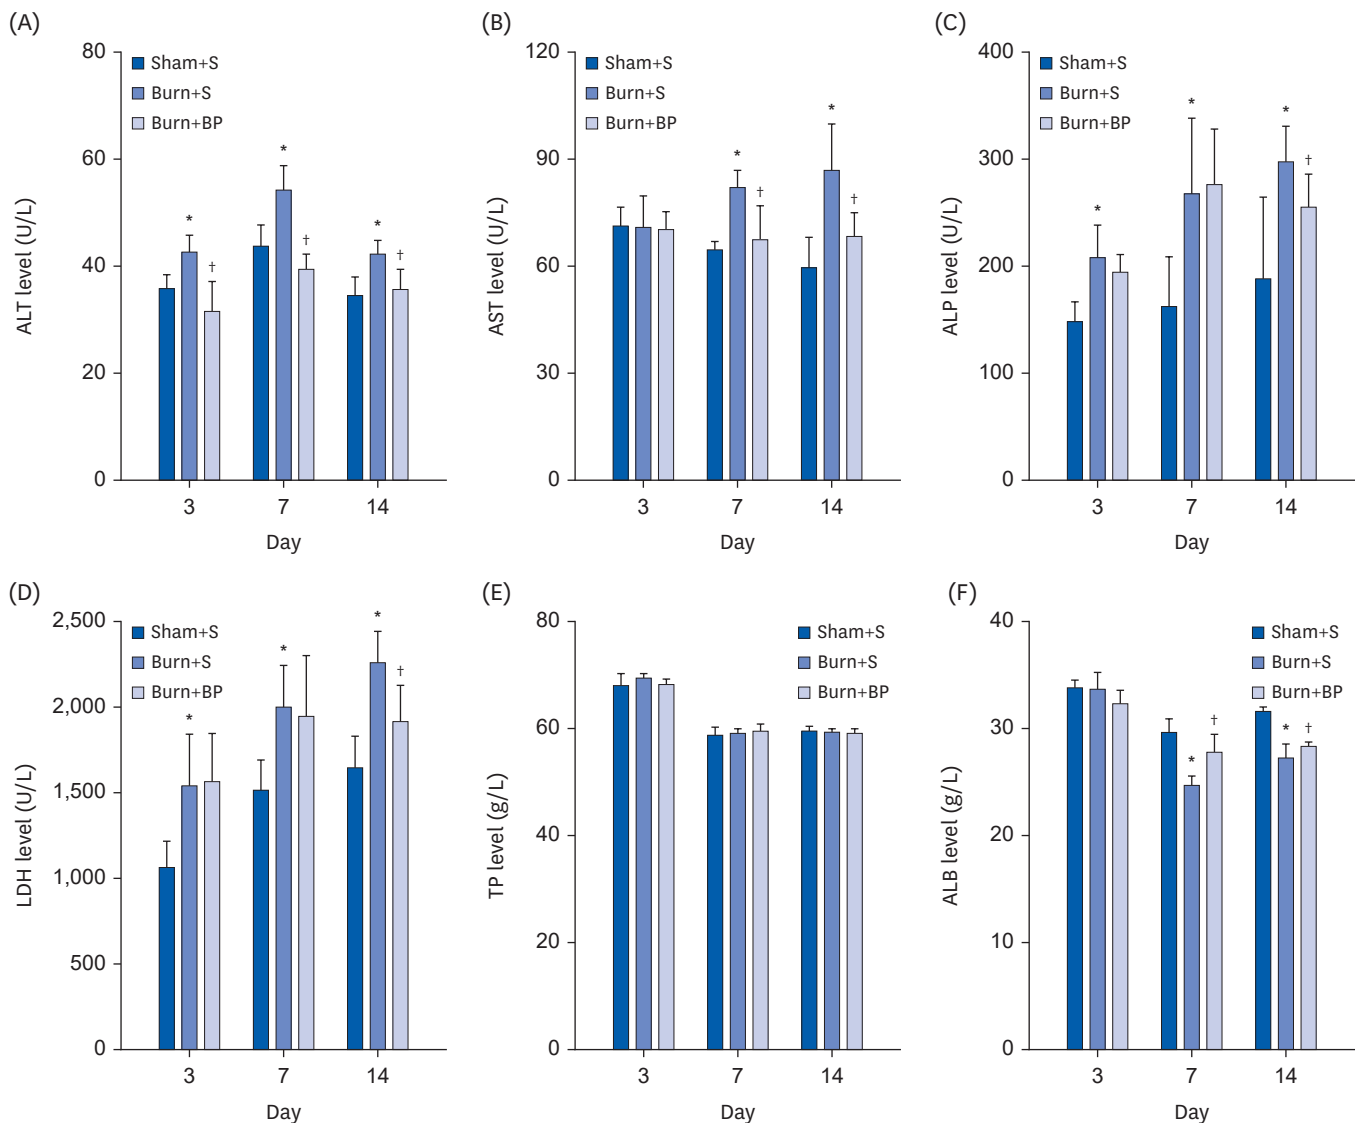 (A)
80
60
40
20
0
ALT level (U/L)
Sham+S
Burn+S
Burn+BP
*
†
*
†
*
†
3 7 14
Day
(B)
120
90
60
30
0
AST level (U/L)
Sham+S
Burn+S
Burn+BP
*
†
*
†
3 7 14
Day
(C)
400
300
200
100
0
ALP level (U/L)
Sham+S
Burn+S
Burn+BP
*
*
*
†
3 7 14
Day
(D)
2,500
2,000
1,500
1,000
500
0
LDH level (U/L)
Sham+S
Burn+S
Burn+BP
*
*
*
†
3 7 14
Day
(E)
80
60
40
20
0
TP level (g/L)
Sham+S
Burn+S
Burn+BP
3 7 14
Day
(F)
40
30
20
10
0
ALB level (g/L)
Sham+S
Burn+S
Burn+BP
*
†
*
†
3 7 14
Day